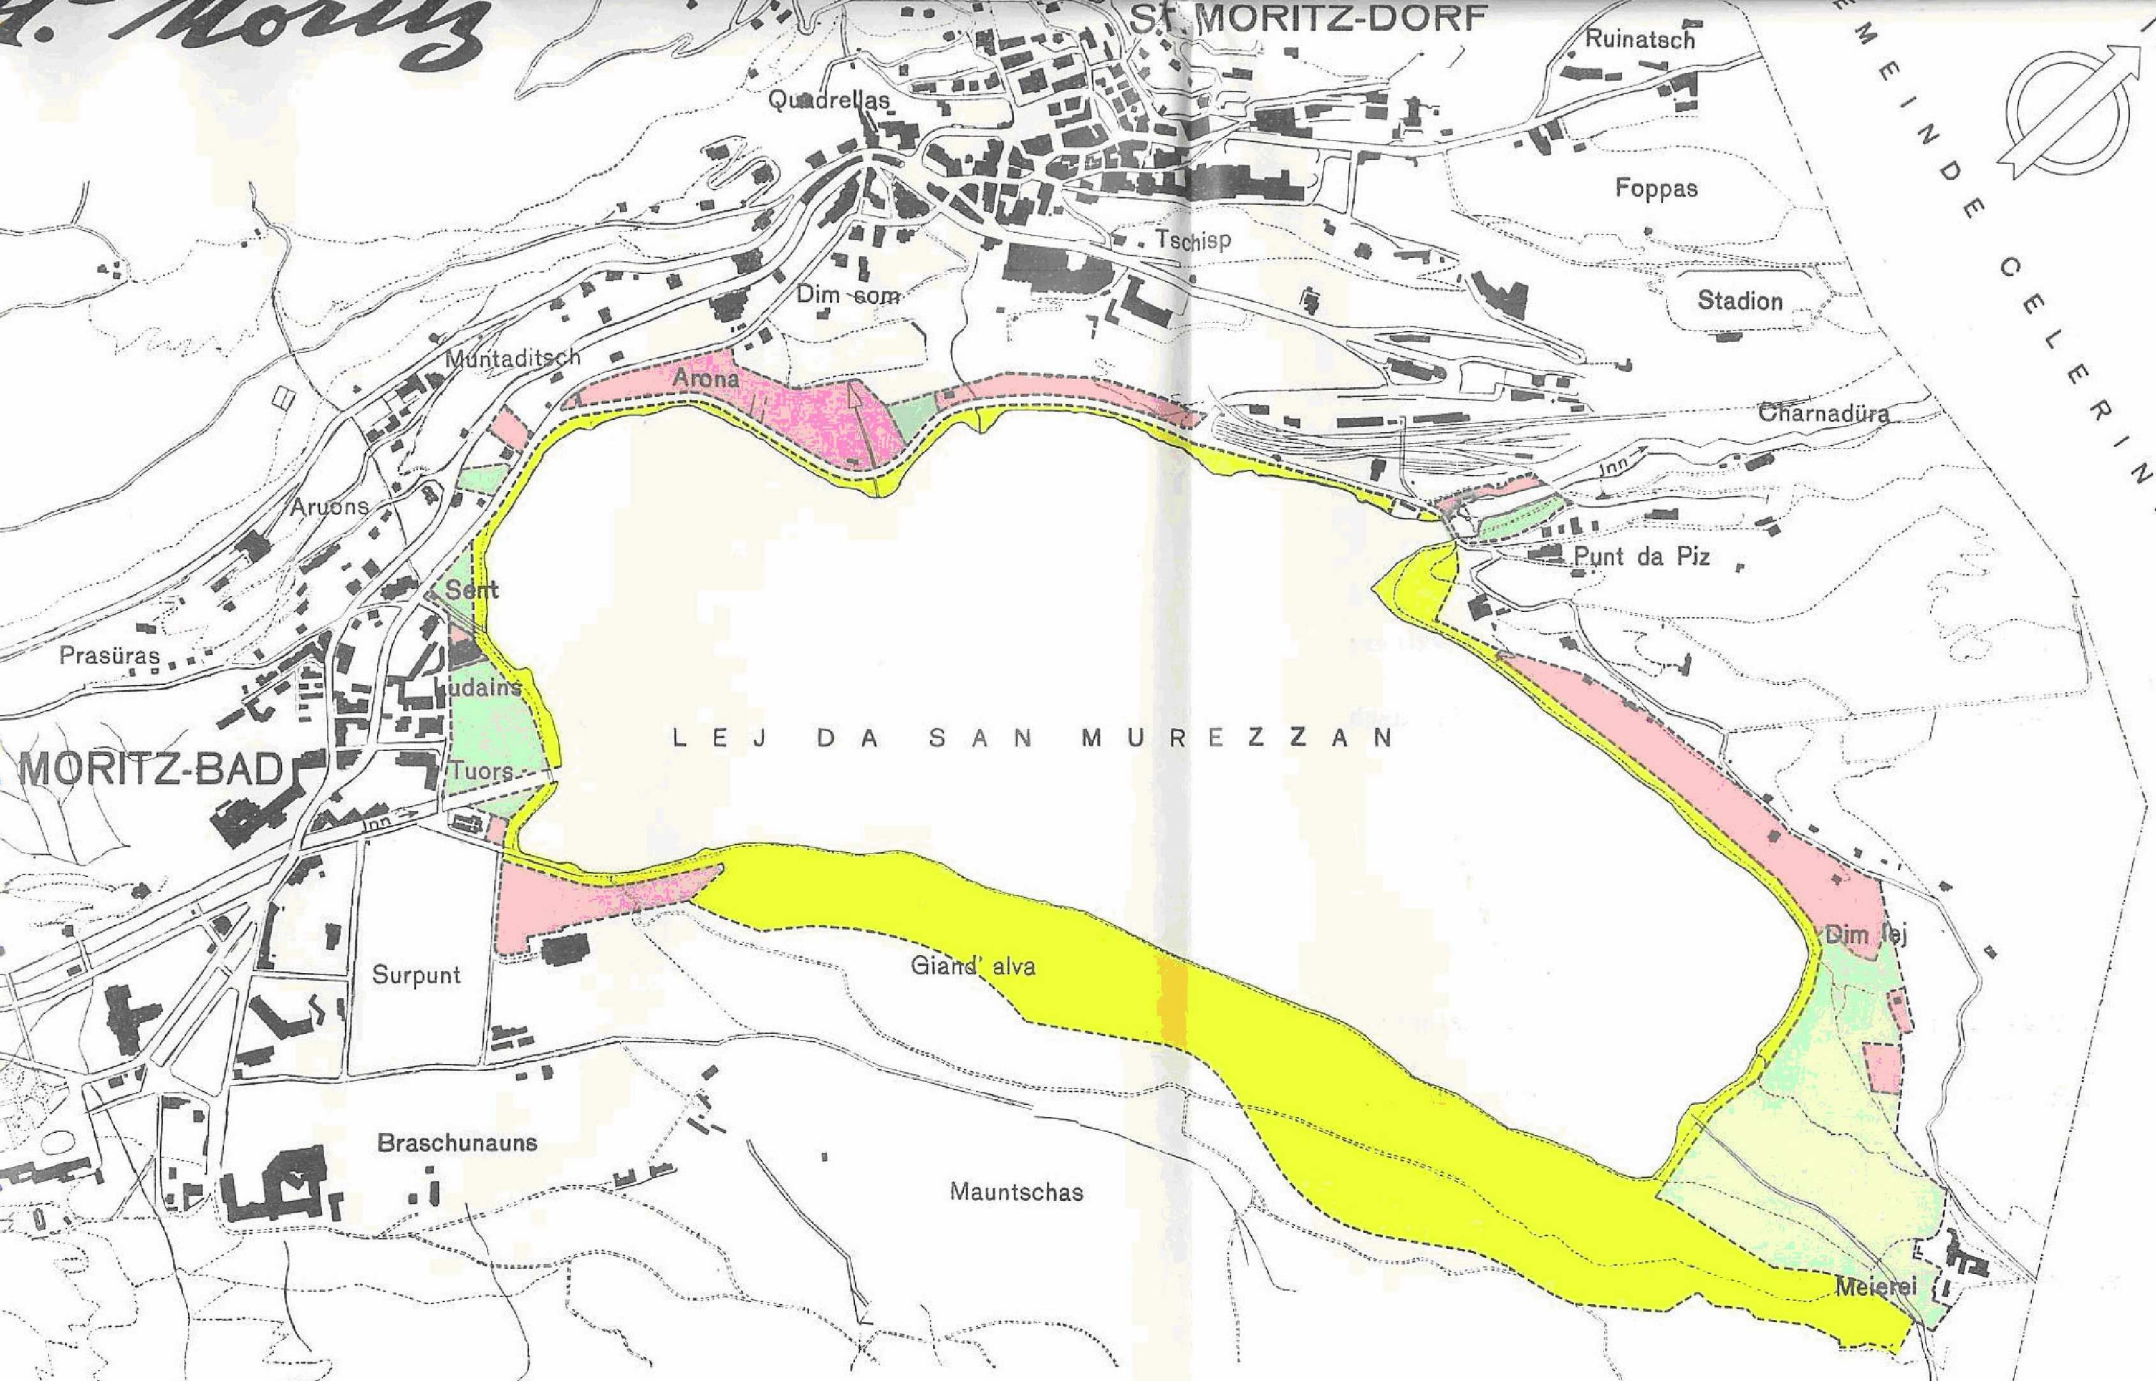 St. Moritz
ST. MORITZ-DORF
Ruinatsch
Quadrellas
Foppas
GEMEINDE CELERINA
Tschisp
Dim som
Stadion
Muntaditsch
Arona
Charnadüra
Inn
Aruons
Punt da Piz
Sent
Prasüras
Ludains
LEJ DA SAN MUREZZAN
MORITZ-BAD
Tuors
Inn
Dim lej
Surpunt
Giand' alva
Braschunauns
Mauntschas
Meierei